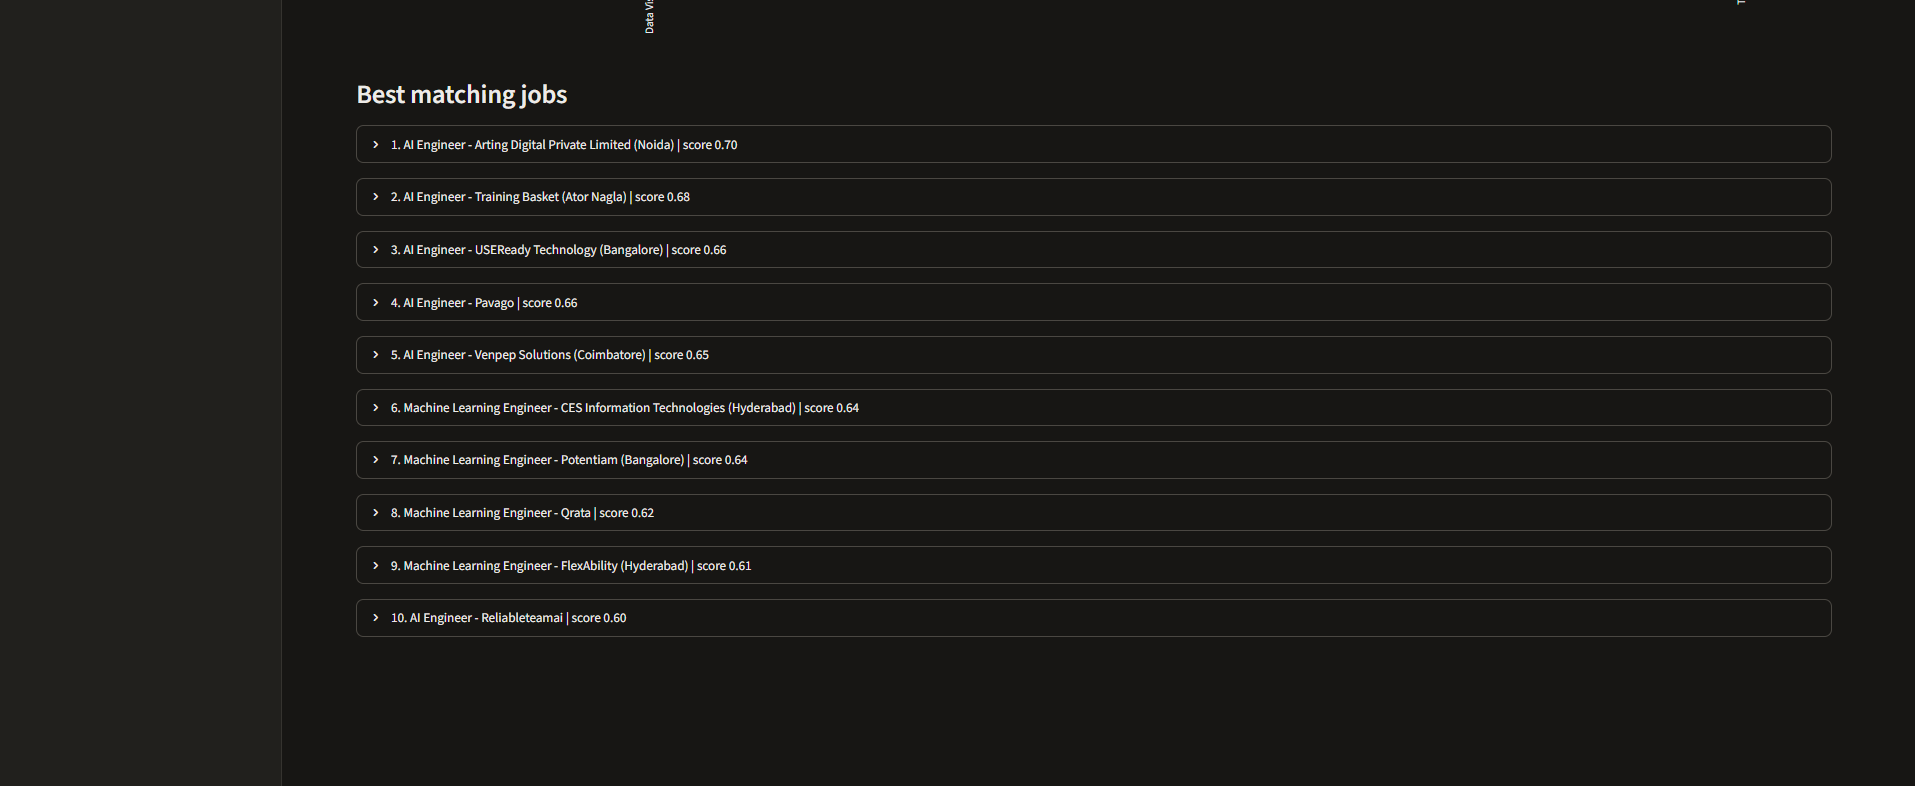 Data Vis
Best matching jobs
1. AI Engineer - Arting Digital Private Limited (Noida) | score 0.70
2. AI Engineer - Training Basket (Ator Nagla) | score 0.68
3. AI Engineer - USEReady Technology (Bangalore) | score 0.66
4. AI Engineer - Pavago | score 0.66
5. AI Engineer - Venpep Solutions (Coimbatore) | score 0.65
6. Machine Learning Engineer - CES Information Technologies (Hyderabad) | score 0.64
7. Machine Learning Engineer - Potentiam (Bangalore) | score 0.64
8. Machine Learning Engineer - Qrata | score 0.62
9. Machine Learning Engineer - FlexAbility (Hyderabad) | score 0.61
10. AI Engineer - Reliableteamai | score 0.60